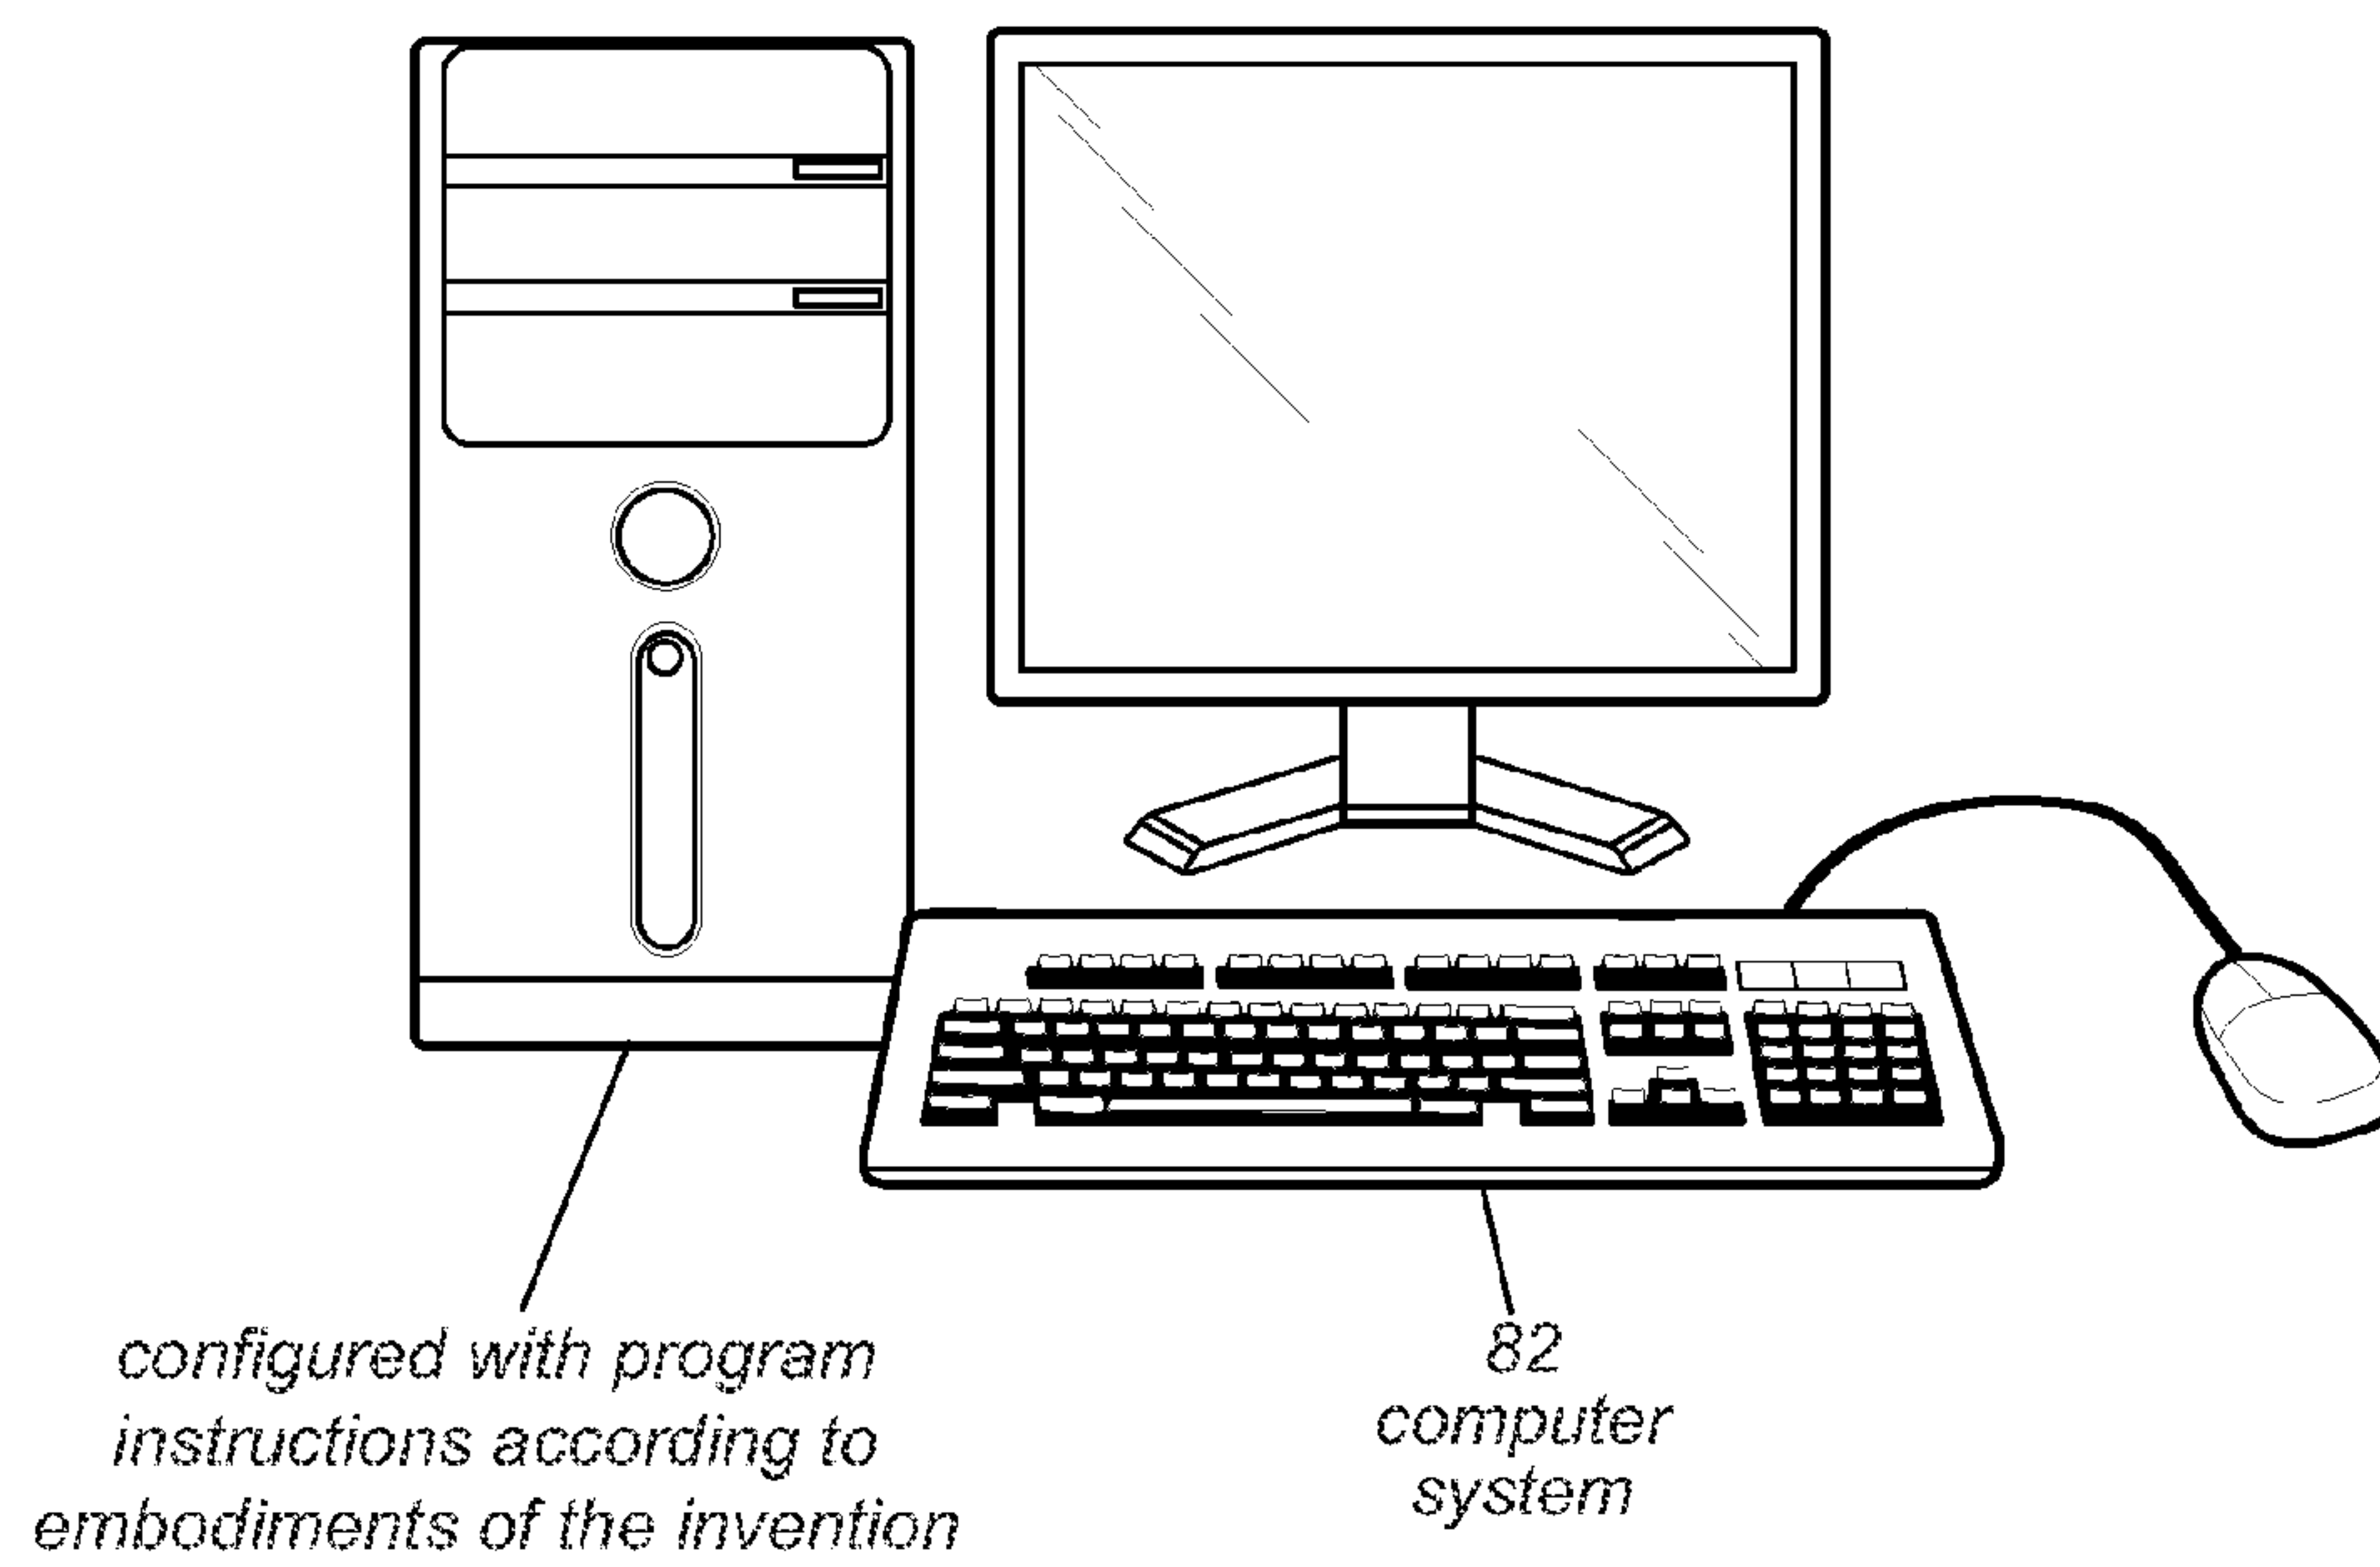 configured with program
instructions according to
embodiments of the invention
82
computer
system